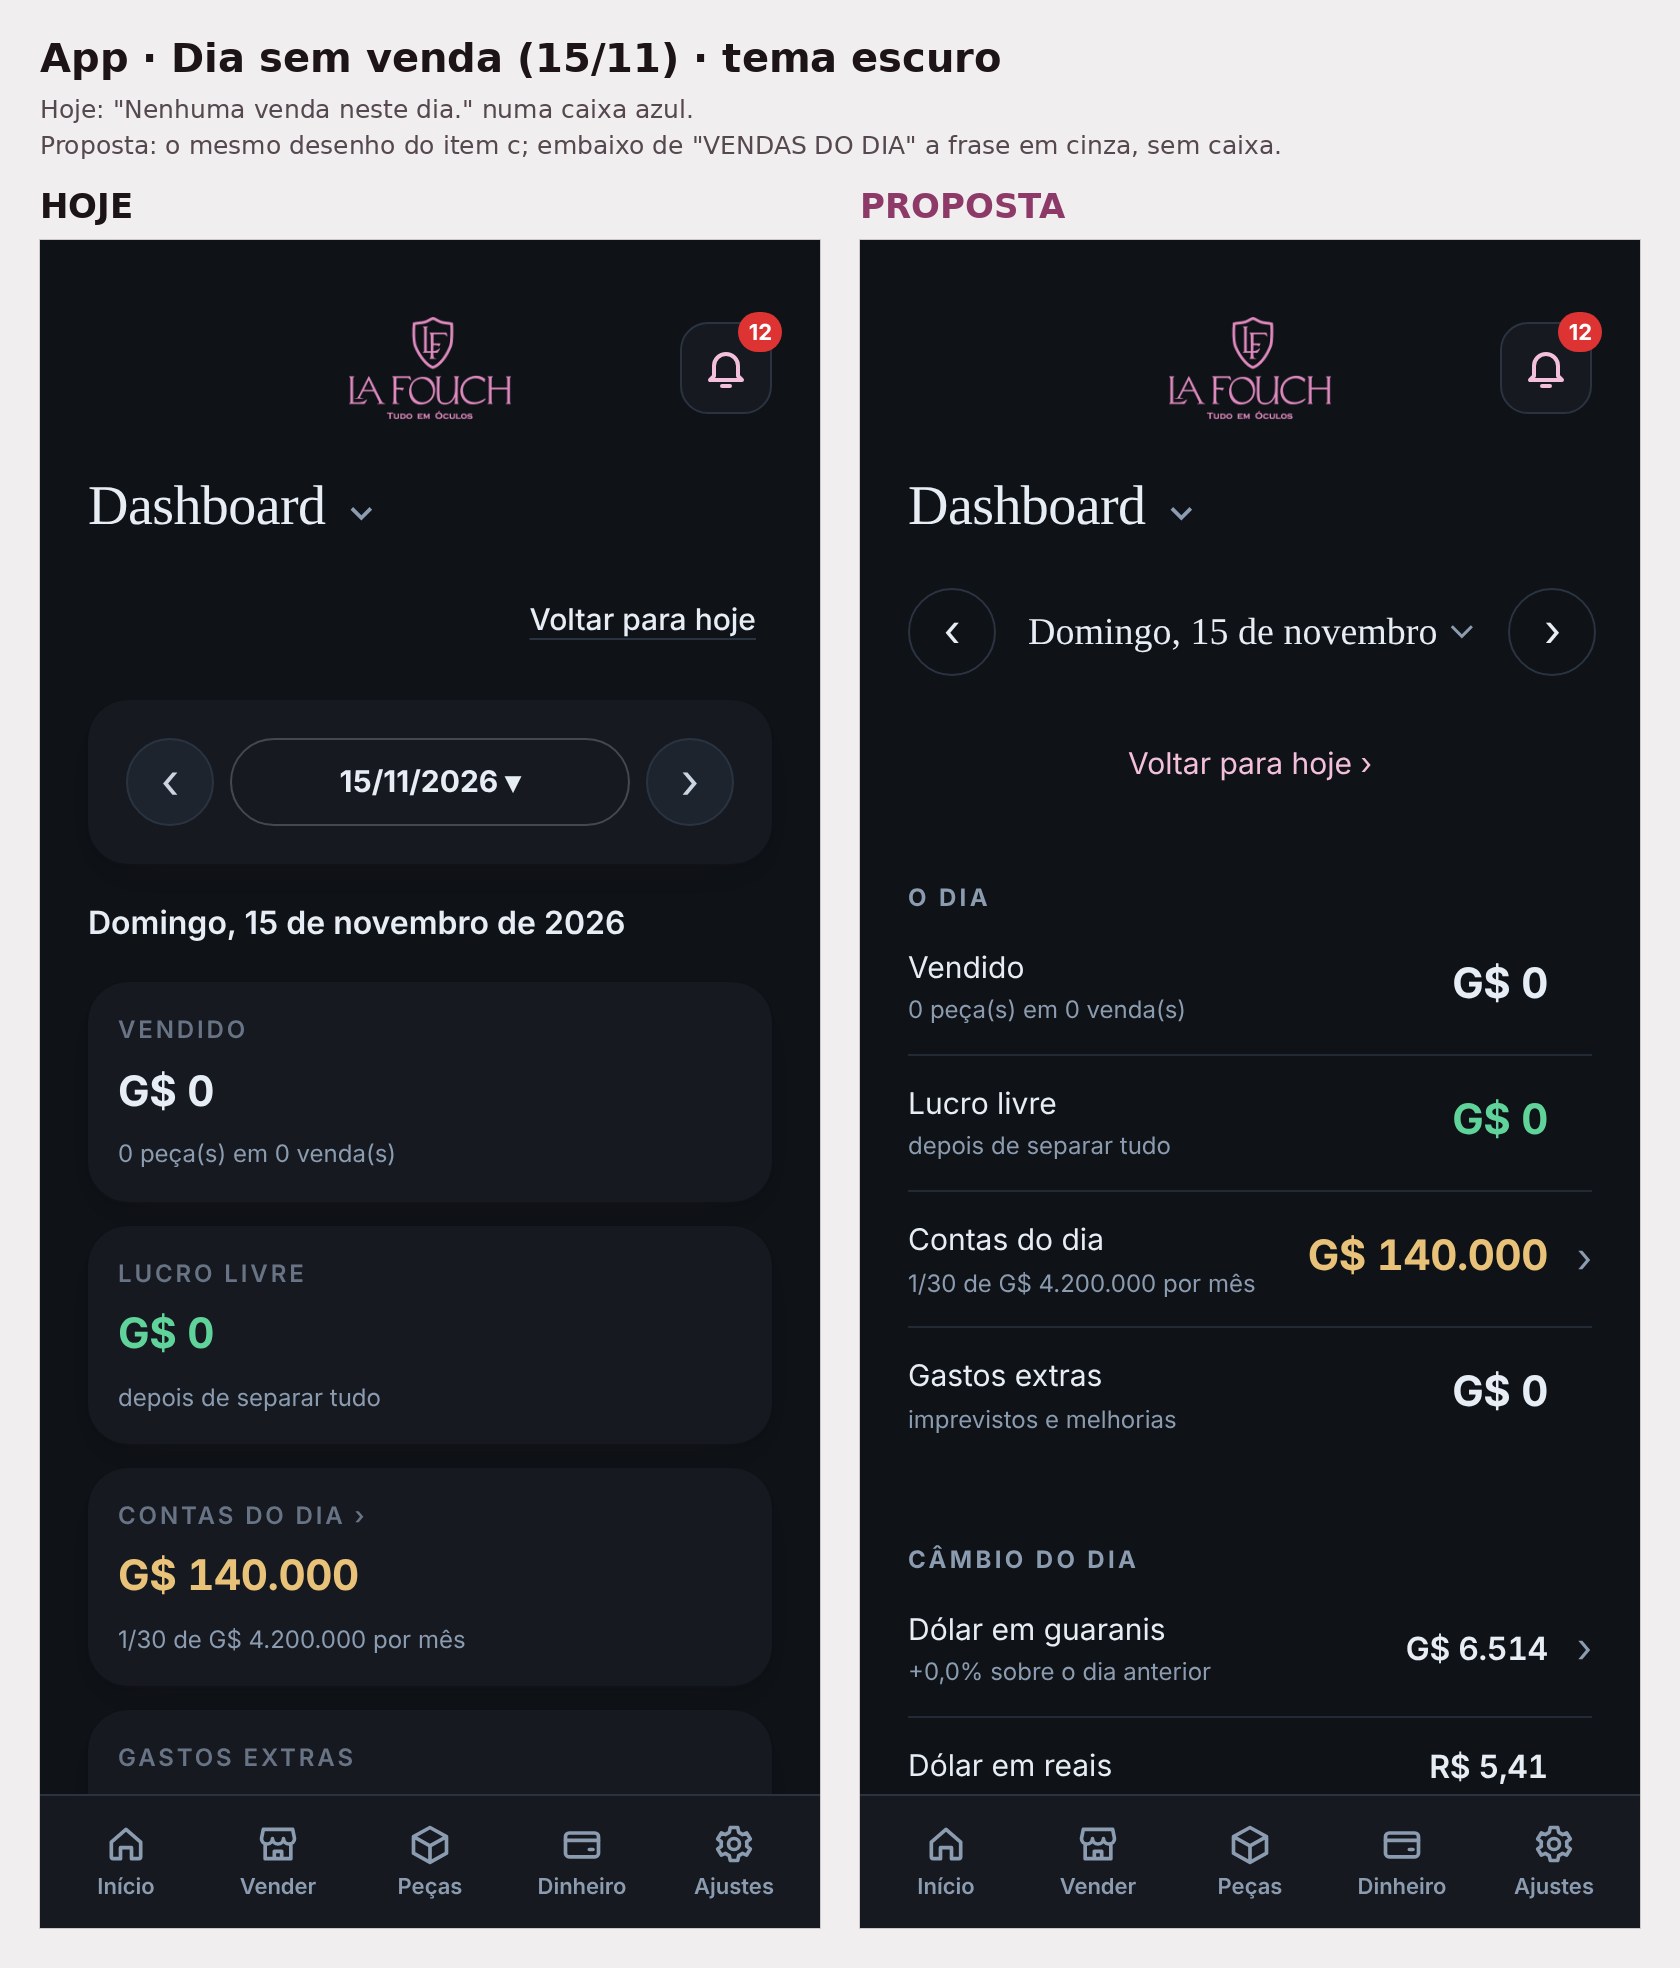 App · Dia sem venda (15/11) · tema escuro
Hoje: "Nenhuma venda neste dia." numa caixa azul.
Proposta: o mesmo desenho do item c; embaixo de "VENDAS DO DIA" a frase em cinza, sem caixa.
HOJE
LF
LA FOUCH
TUDO EM ÓCULOS
12
Dashboard
Voltar para hoje
‹
15/11/2026 ▾
›
Domingo, 15 de novembro de 2026
VENDIDO
G$ 0
0 peça(s) em 0 venda(s)
LUCRO LIVRE
G$ 0
depois de separar tudo
CONTAS DO DIA ›
G$ 140.000
1/30 de G$ 4.200.000 por mês
GASTOS EXTRAS
Início
Vender
Peças
Dinheiro
Ajustes
PROPOSTA
LF
LA FOUCH
TUDO EM ÓCULOS
12
Dashboard
‹
Domingo, 15 de novembro
›
Voltar para hoje ›
O DIA
Vendido
G$ 0
0 peça(s) em 0 venda(s)
Lucro livre
G$ 0
depois de separar tudo
Contas do dia
G$ 140.000 ›
1/30 de G$ 4.200.000 por mês
Gastos extras
G$ 0
imprevistos e melhorias
CÂMBIO DO DIA
Dólar em guaranis
G$ 6.514 ›
+0,0% sobre o dia anterior
Dólar em reais
R$ 5,41
Início
Vender
Peças
Dinheiro
Ajustes